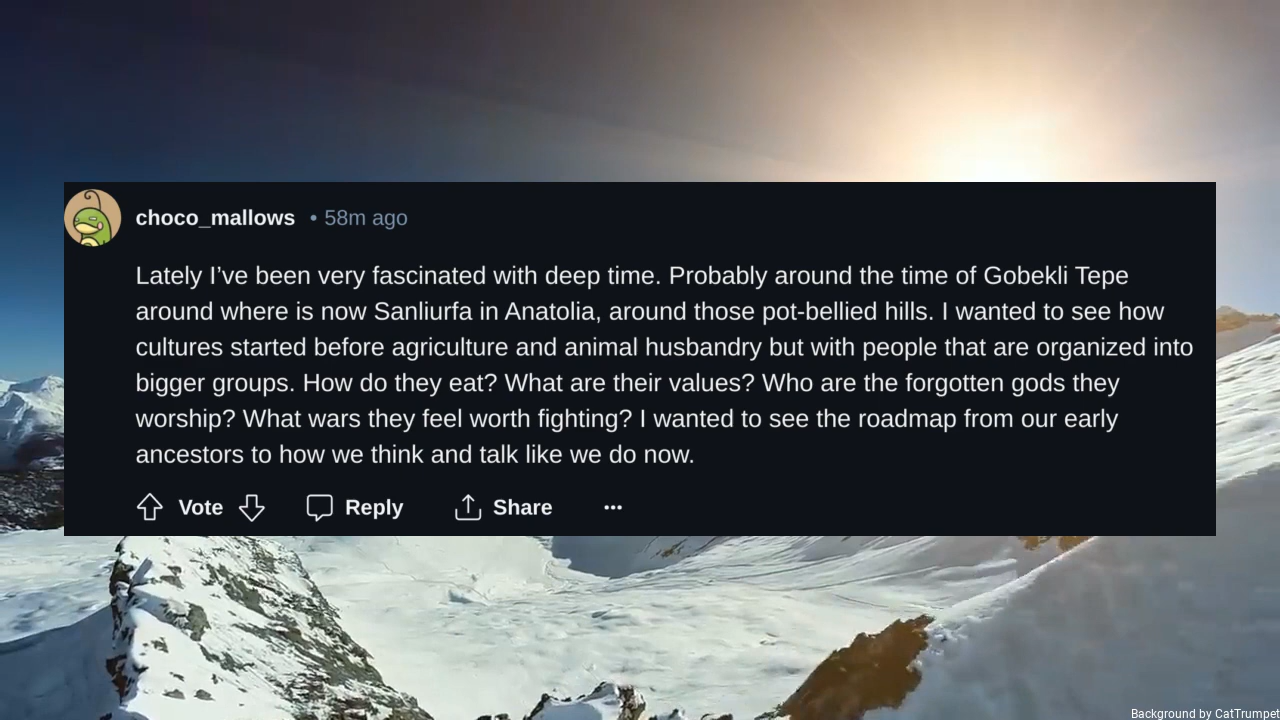 choco_mallows • 58m ago
Lately I’ve been very fascinated with deep time. Probably around the time of Gobekli Tepe
around where is now Sanliurfa in Anatolia, around those pot-bellied hills. I wanted to see how
cultures started before agriculture and animal husbandry but with people that are organized into
bigger groups. How do they eat? What are their values? Who are the forgotten gods they
worship? What wars they feel worth fighting? I wanted to see the roadmap from our early
ancestors to how we think and talk like we do now.
Vote Reply Share
Background by CatTrumpet